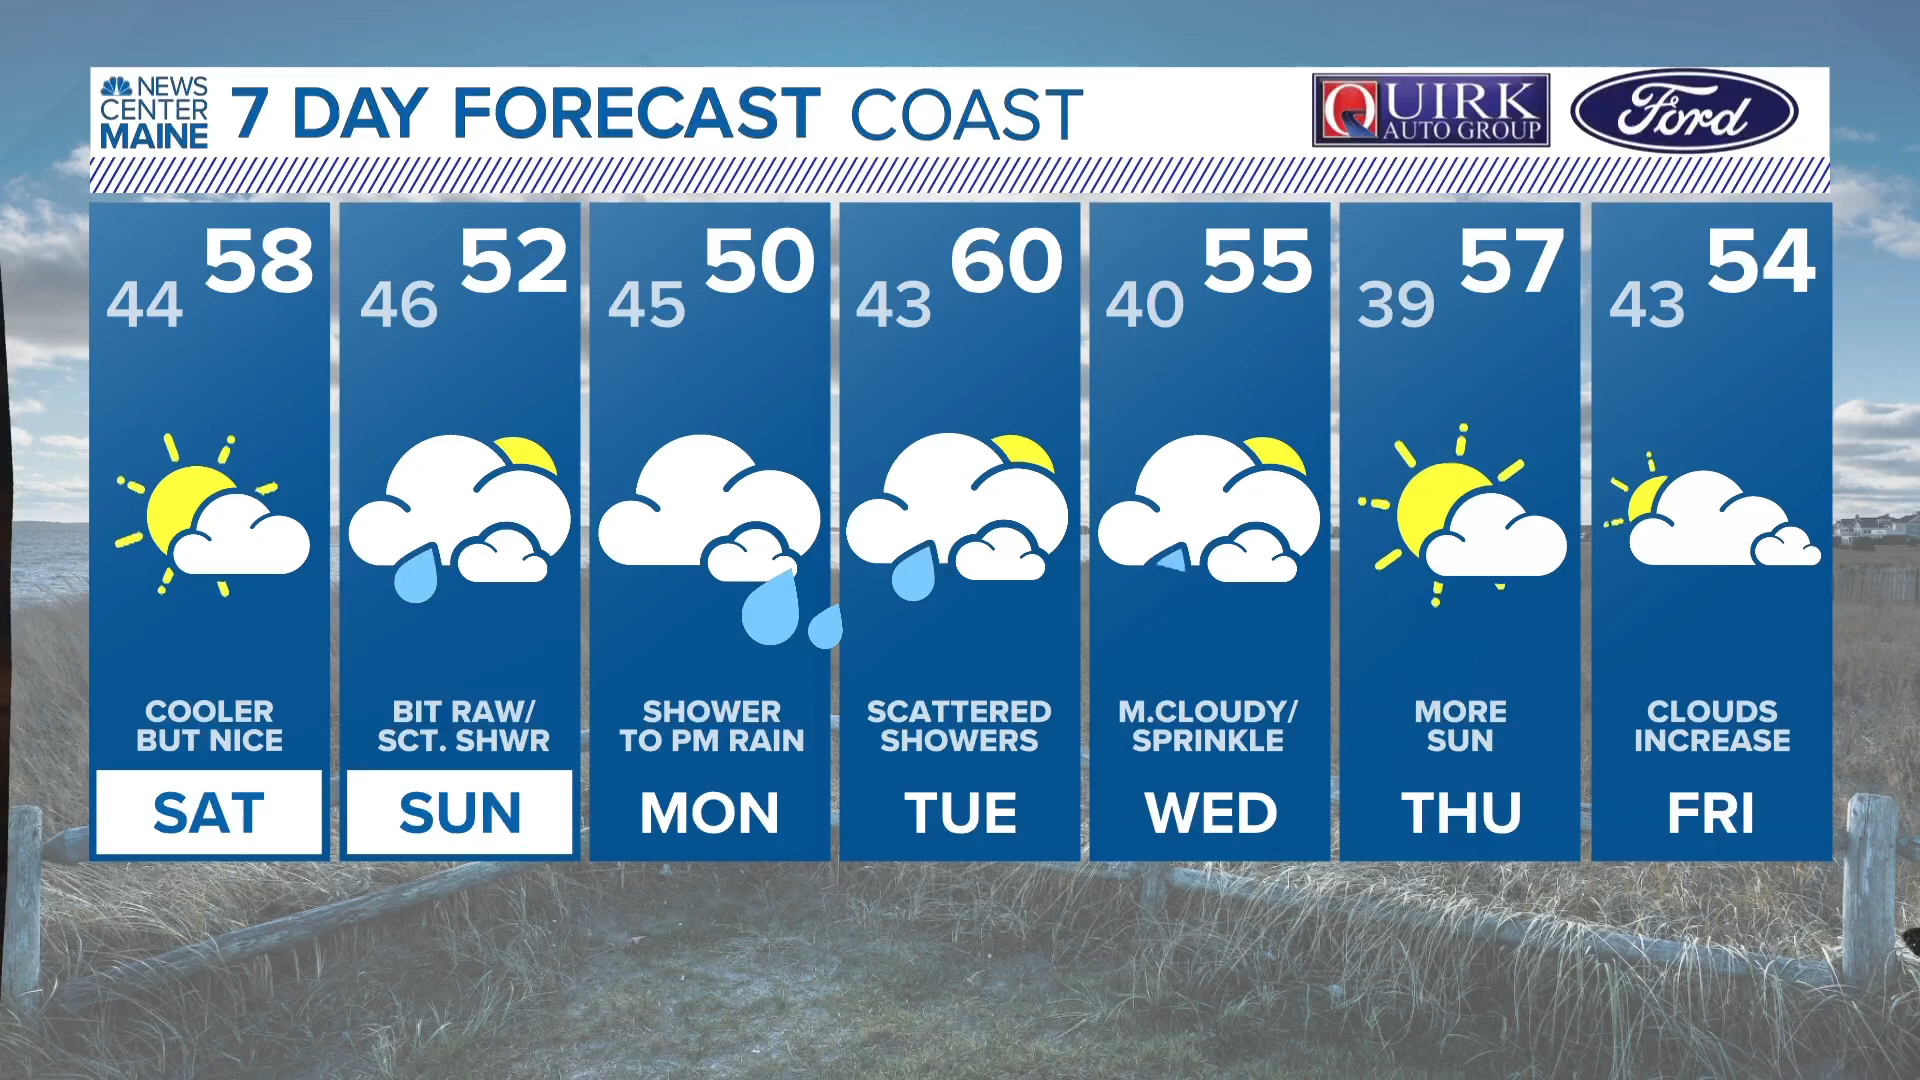 NEWS
CENTER
MAINE
7 DAY FORECAST COAST
QUIRK
AUTO GROUP
Ford
44 58
46 52
45 50
43 60
40 55
39 57
43 54
COOLER
BUT NICE
BIT RAW/
SCT. SHWR
SHOWER
TO PM RAIN
SCATTERED
SHOWERS
M.CLOUDY/
SPRINKLE
MORE
SUN
CLOUDS
INCREASE
SAT
SUN
MON
TUE
WED
THU
FRI